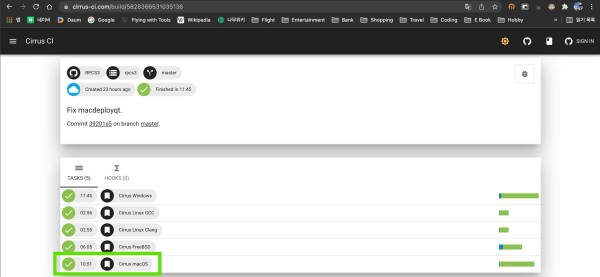 cirrus-ci.com/build/5828366531035136
앱
네이버
Daum
Flying with Tools
Wikipedia
나무위키
Flight
Entertainment
Bank
Shopping
Travel
Coding
E Book
Hobby
»
읽기 목록
Cirrus CI
SIGN IN
RPCS3
rpcs3
master
Created 23 hours ago
Finished in 11:45
Fix macdeployqt.
Commit 39201e5 on branch master.
TASKS (5)
HOOKS (0)
11:45 Cirrus Windows
02:56 Cirrus Linux GCC
02:55 Cirrus Linux Clang
06:05 Cirrus FreeBSD
10:51 Cirrus macOS